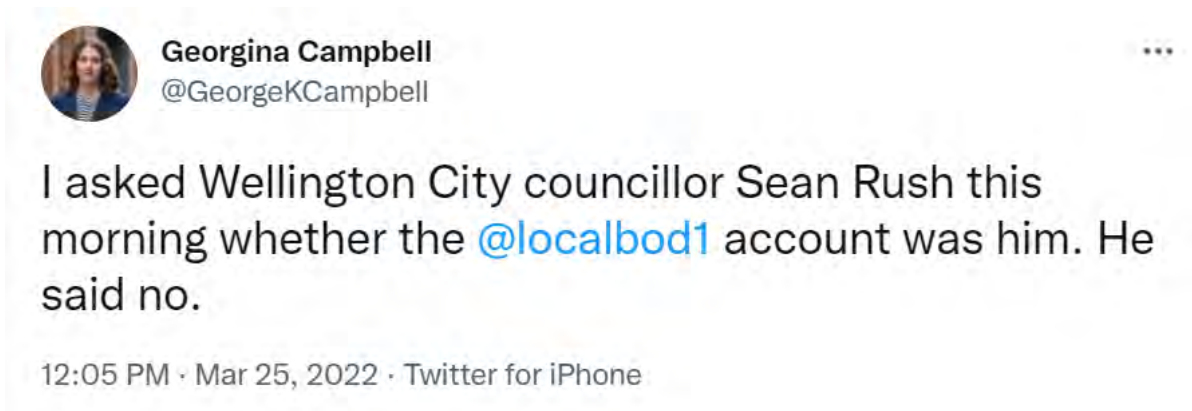 Georgina Campbell
@GeorgeKCampbell
I asked Wellington City councillor Sean Rush this
morning whether the @localbod1 account was him. He
said no.
12:05 PM · Mar 25, 2022 · Twitter for iPhone